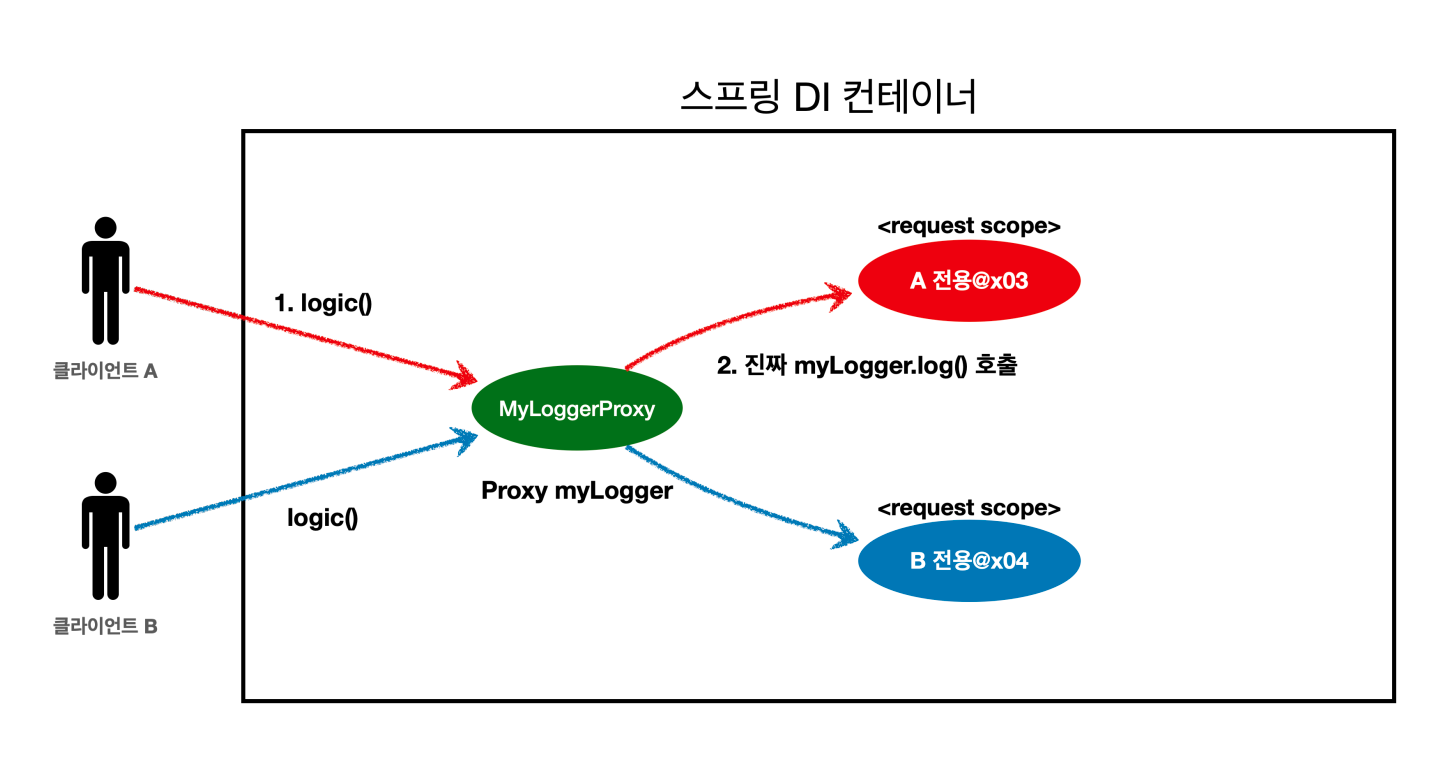 스프링 DI 컨테이너
<request scope>
A 전용@x03
1. logic()
클라이언트 A
2. 진짜 myLogger.log() 호출
MyLoggerProxy
Proxy myLogger
<request scope>
logic()
B 전용@x04
클라이언트 B